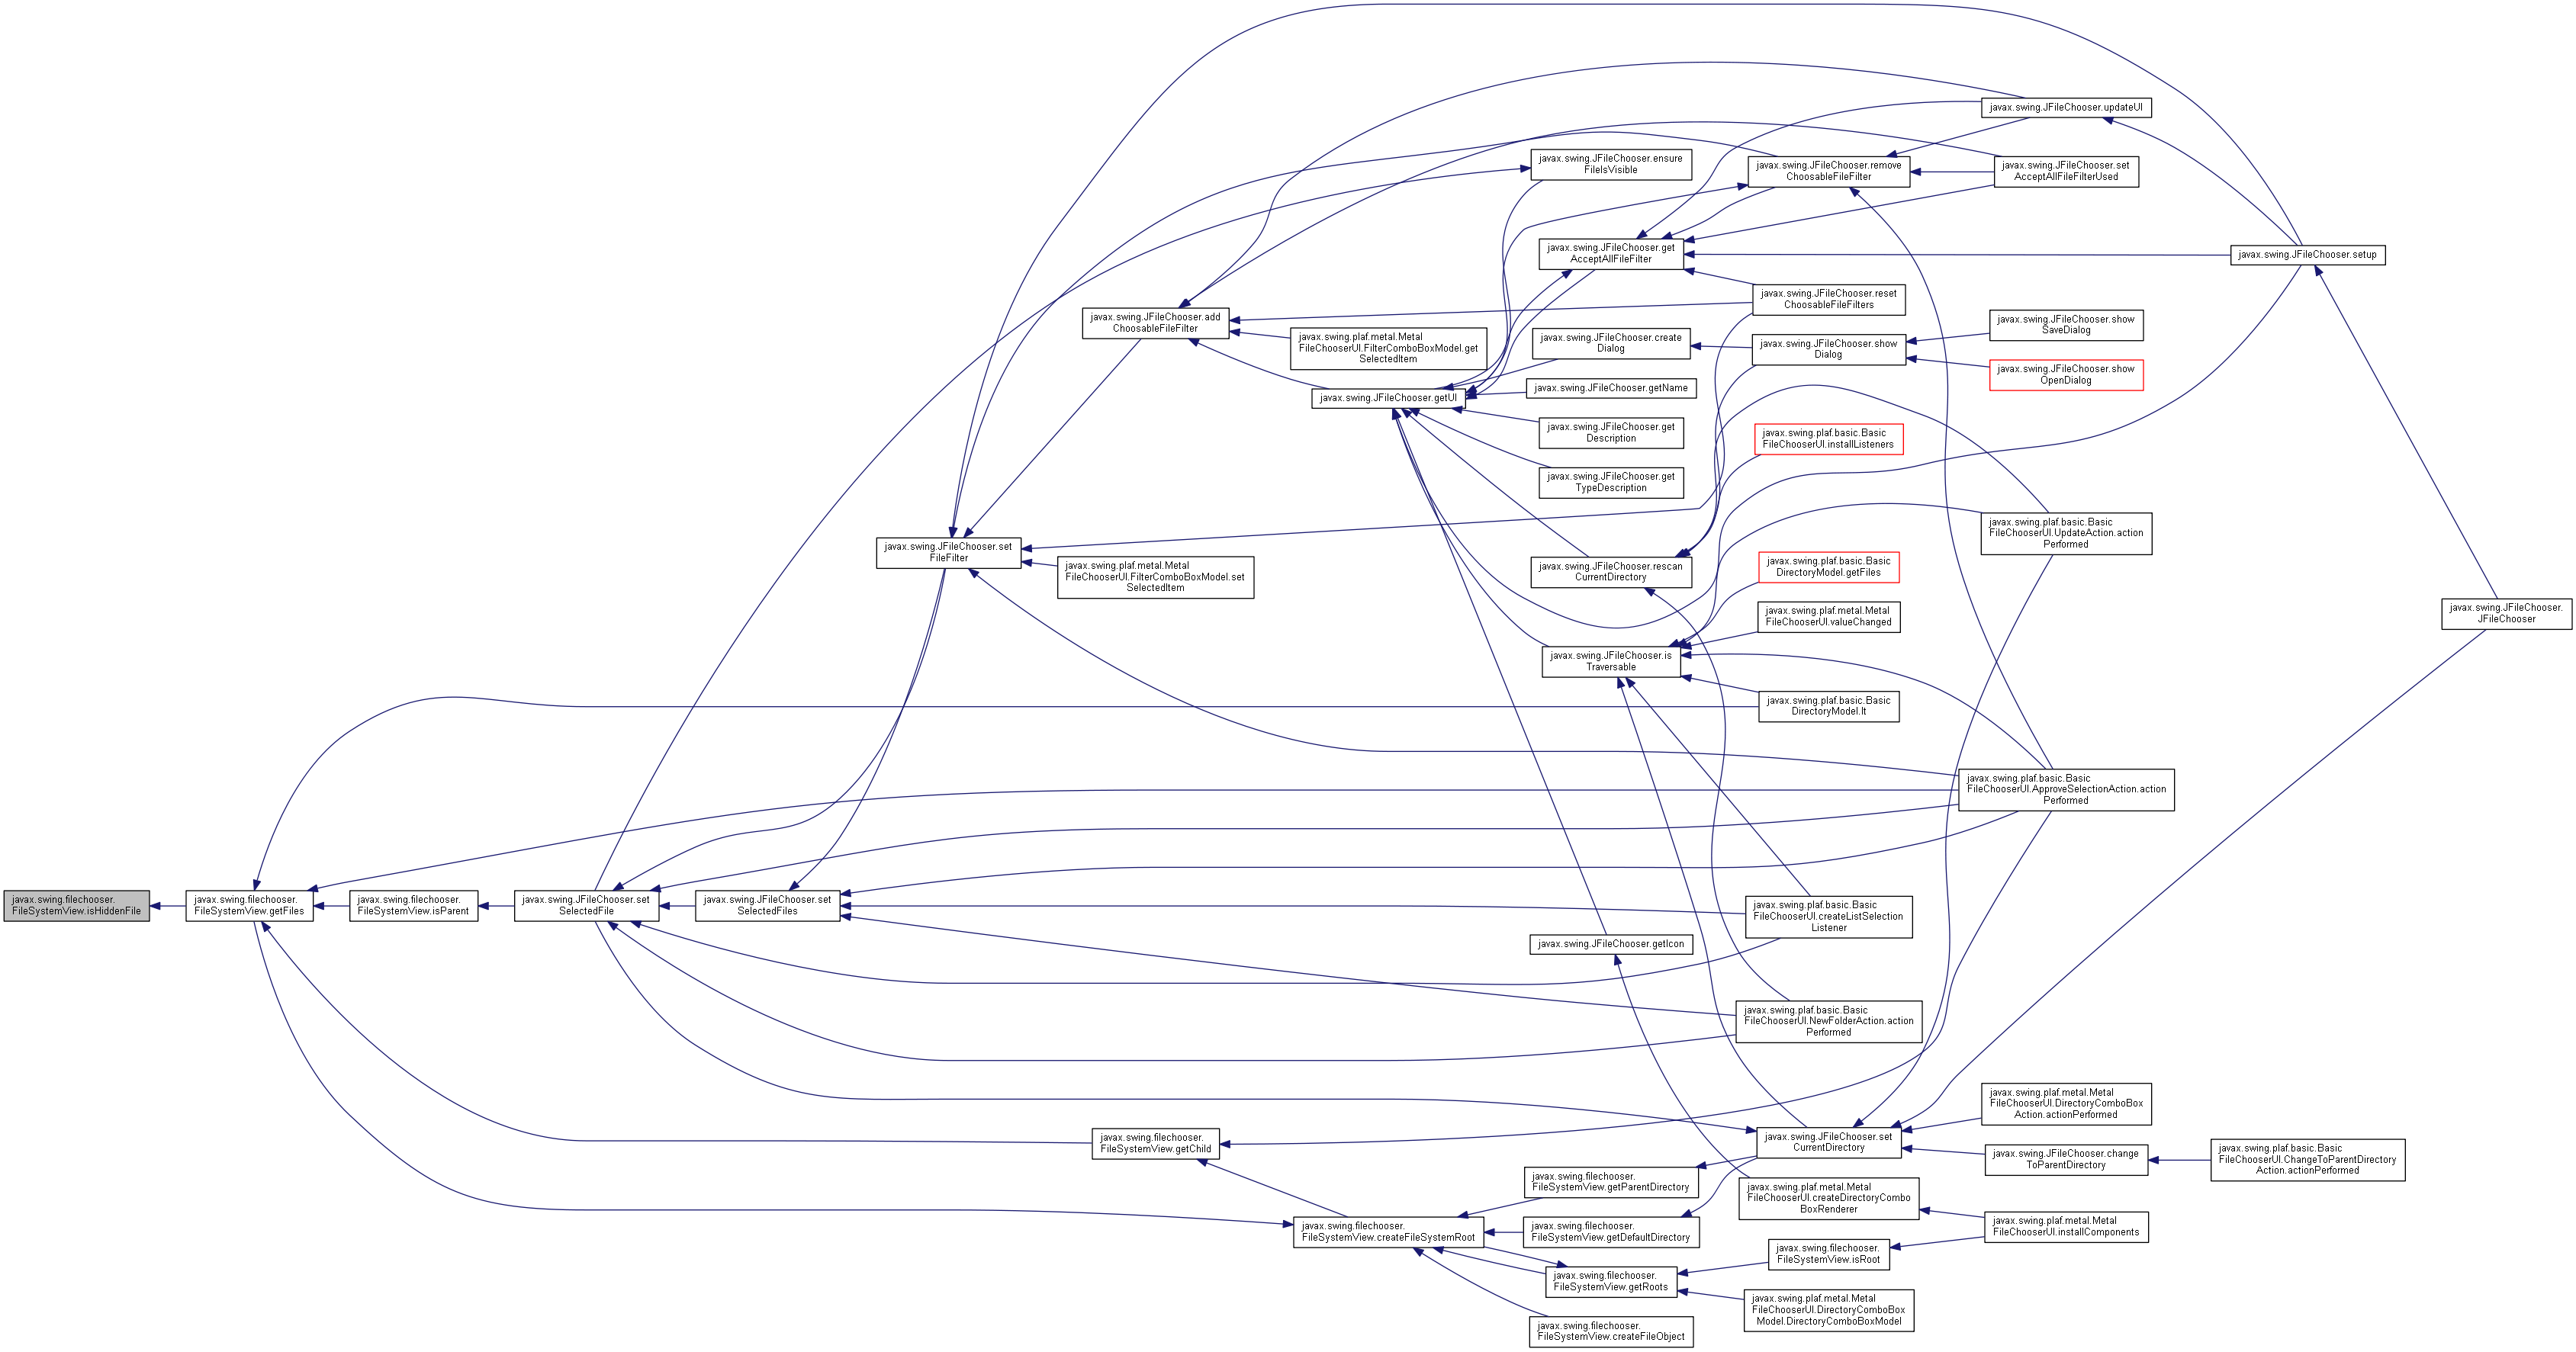 javax.swing.filechooser.
FileSystemView.isHiddenFile
javax.swing.filechooser.
FileSystemView.getFiles
javax.swing.filechooser.
FileSystemView.isParent
javax.swing.JFileChooser.set
SelectedFile
javax.swing.JFileChooser.set
SelectedFiles
javax.swing.JFileChooser.set
FileFilter
javax.swing.plaf.metal.Metal
FileChooserUI.FilterComboBoxModel.set
SelectedItem
javax.swing.JFileChooser.add
ChoosableFileFilter
javax.swing.plaf.metal.Metal
FileChooserUI.FilterComboBoxModel.get
SelectedItem
javax.swing.JFileChooser.getUI
javax.swing.JFileChooser.ensure
FileIsVisible
javax.swing.JFileChooser.get
AcceptAllFileFilter
javax.swing.JFileChooser.create
Dialog
javax.swing.JFileChooser.getName
javax.swing.JFileChooser.get
Description
javax.swing.JFileChooser.get
TypeDescription
javax.swing.JFileChooser.rescan
CurrentDirectory
javax.swing.JFileChooser.is
Traversable
javax.swing.JFileChooser.getIcon
javax.swing.filechooser.
FileSystemView.getChild
javax.swing.filechooser.
FileSystemView.createFileSystemRoot
javax.swing.filechooser.
FileSystemView.getParentDirectory
javax.swing.filechooser.
FileSystemView.getDefaultDirectory
javax.swing.filechooser.
FileSystemView.getRoots
javax.swing.filechooser.
FileSystemView.createFileObject
javax.swing.JFileChooser.remove
ChoosableFileFilter
javax.swing.JFileChooser.reset
ChoosableFileFilters
javax.swing.JFileChooser.show
Dialog
javax.swing.plaf.basic.Basic
FileChooserUI.installListeners
javax.swing.plaf.basic.Basic
DirectoryModel.getFiles
javax.swing.plaf.metal.Metal
FileChooserUI.valueChanged
javax.swing.plaf.basic.Basic
DirectoryModel.lt
javax.swing.plaf.basic.Basic
FileChooserUI.createListSelection
Listener
javax.swing.plaf.basic.Basic
FileChooserUI.NewFolderAction.action
Performed
javax.swing.JFileChooser.set
CurrentDirectory
javax.swing.plaf.metal.Metal
FileChooserUI.createDirectoryCombo
BoxRenderer
javax.swing.filechooser.
FileSystemView.isRoot
javax.swing.plaf.metal.Metal
FileChooserUI.DirectoryComboBox
Model.DirectoryComboBoxModel
javax.swing.JFileChooser.updateUI
javax.swing.JFileChooser.set
AcceptAllFileFilterUsed
javax.swing.JFileChooser.show
SaveDialog
javax.swing.JFileChooser.show
OpenDialog
javax.swing.plaf.basic.Basic
FileChooserUI.UpdateAction.action
Performed
javax.swing.plaf.basic.Basic
FileChooserUI.ApproveSelectionAction.action
Performed
javax.swing.plaf.metal.Metal
FileChooserUI.DirectoryComboBox
Action.actionPerformed
javax.swing.JFileChooser.change
ToParentDirectory
javax.swing.plaf.metal.Metal
FileChooserUI.installComponents
javax.swing.JFileChooser.setup
javax.swing.plaf.basic.Basic
FileChooserUI.ChangeToParentDirectory
Action.actionPerformed
javax.swing.JFileChooser.
JFileChooser